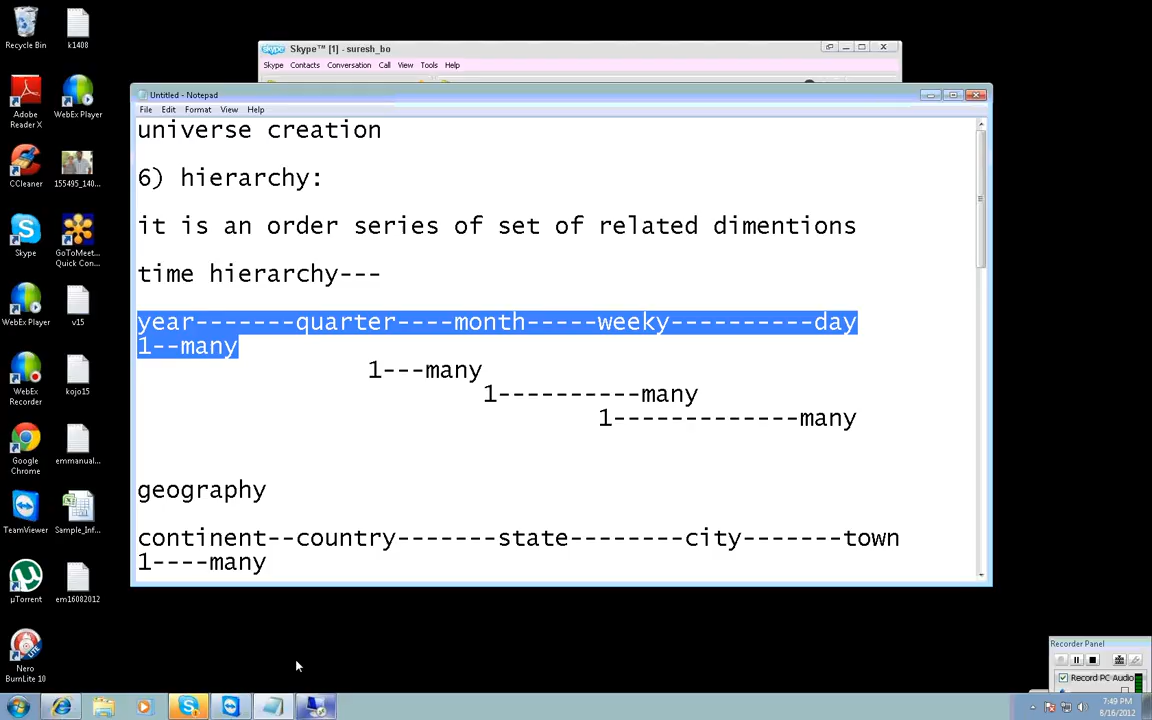 Recycle Bin
k1408
Adobe Reader X
WebEx Player
CCleaner
155495_140...
Skype
GoToMeet... Quick Con...
WebEx Player
v15
WebEx Recorder
kojo15
Google Chrome
emmanual...
TeamViewer
Sample_Inf...
µTorrent
em16082012
Nero BurnLite 10
Skype™ [1] - suresh_bo
Skype Contacts Conversation Call View Tools Help
Untitled - Notepad
File Edit Format View Help
universe creation
6) hierarchy:
it is an order series of set of related dimentions
time hierarchy---
year-------quarter----month-----weeky----------day
1--many
1---many
1----------many
1-------------many
geography
continent--country-------state--------city-------town
1----many
Recorder Panel
Record PC Audio
7:49 PM
8/16/2012